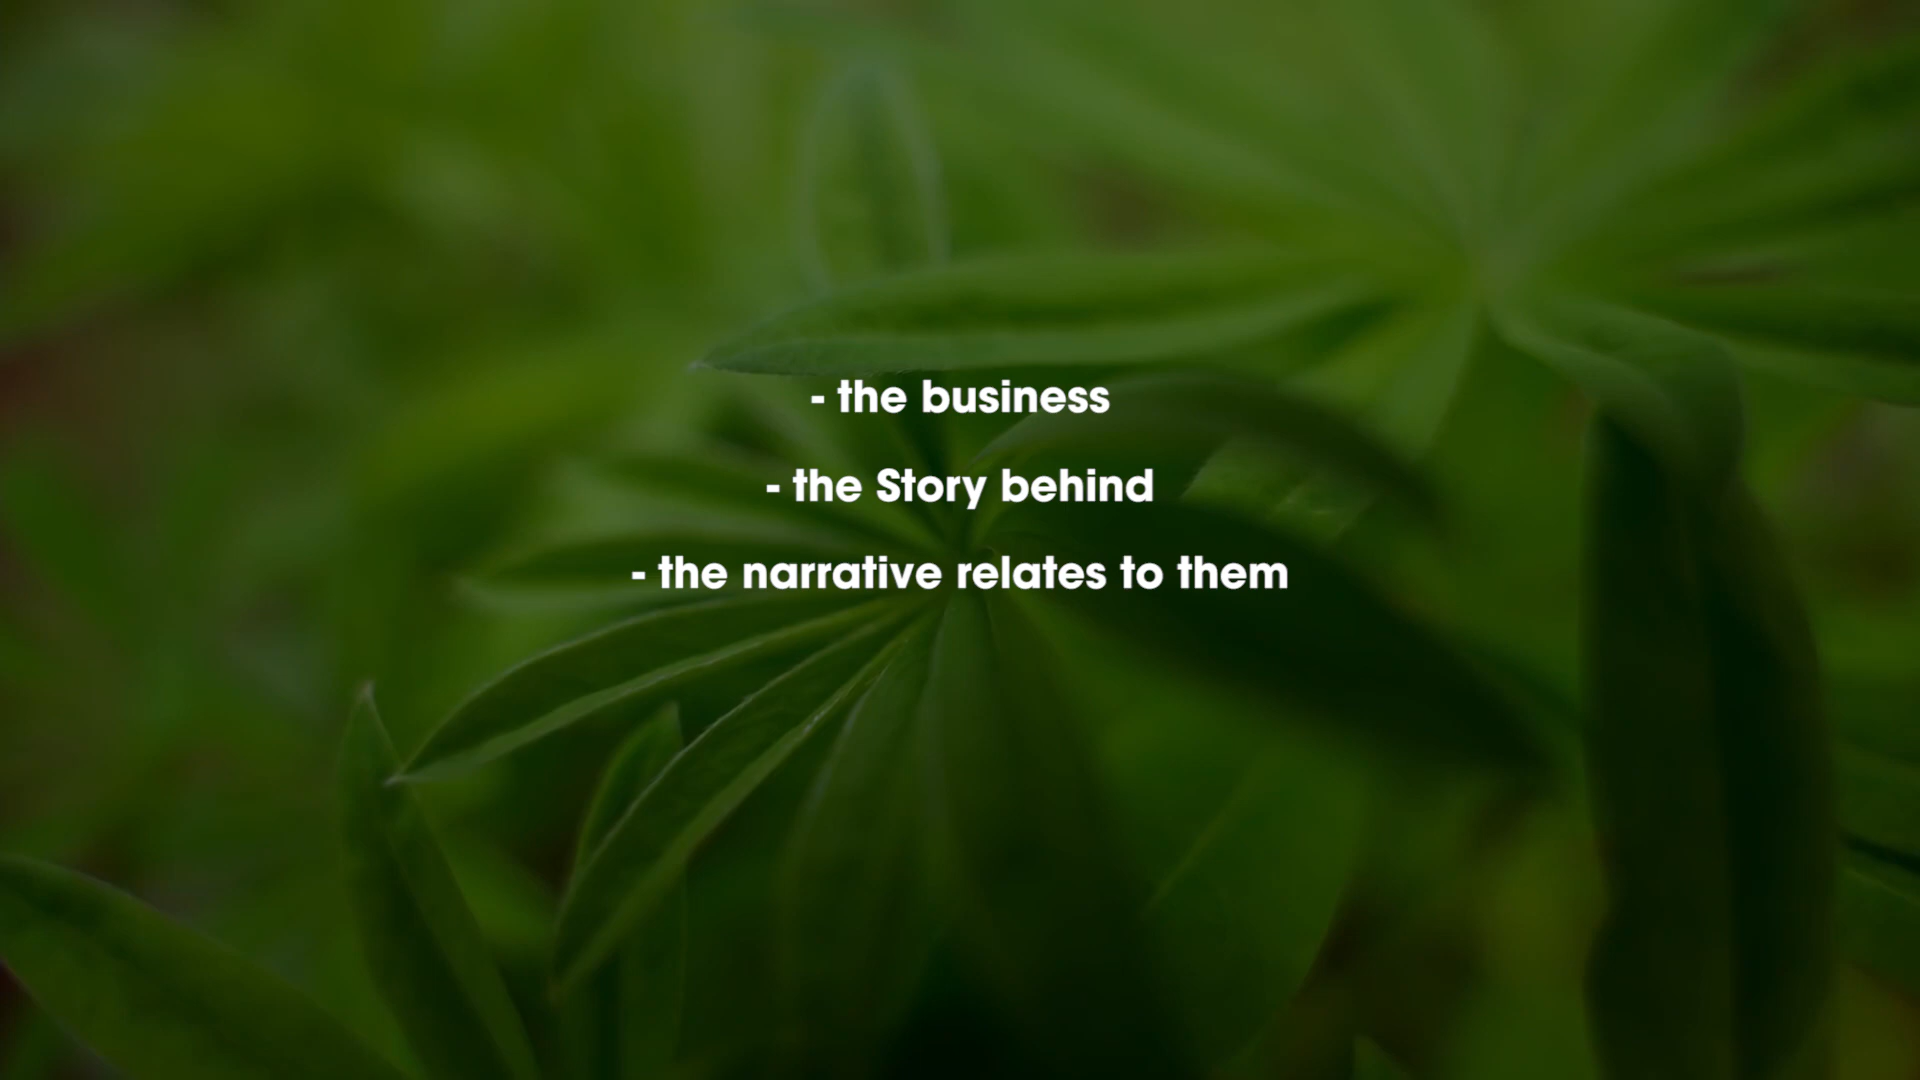 - the business
- the Story behind
- the narrative relates to them